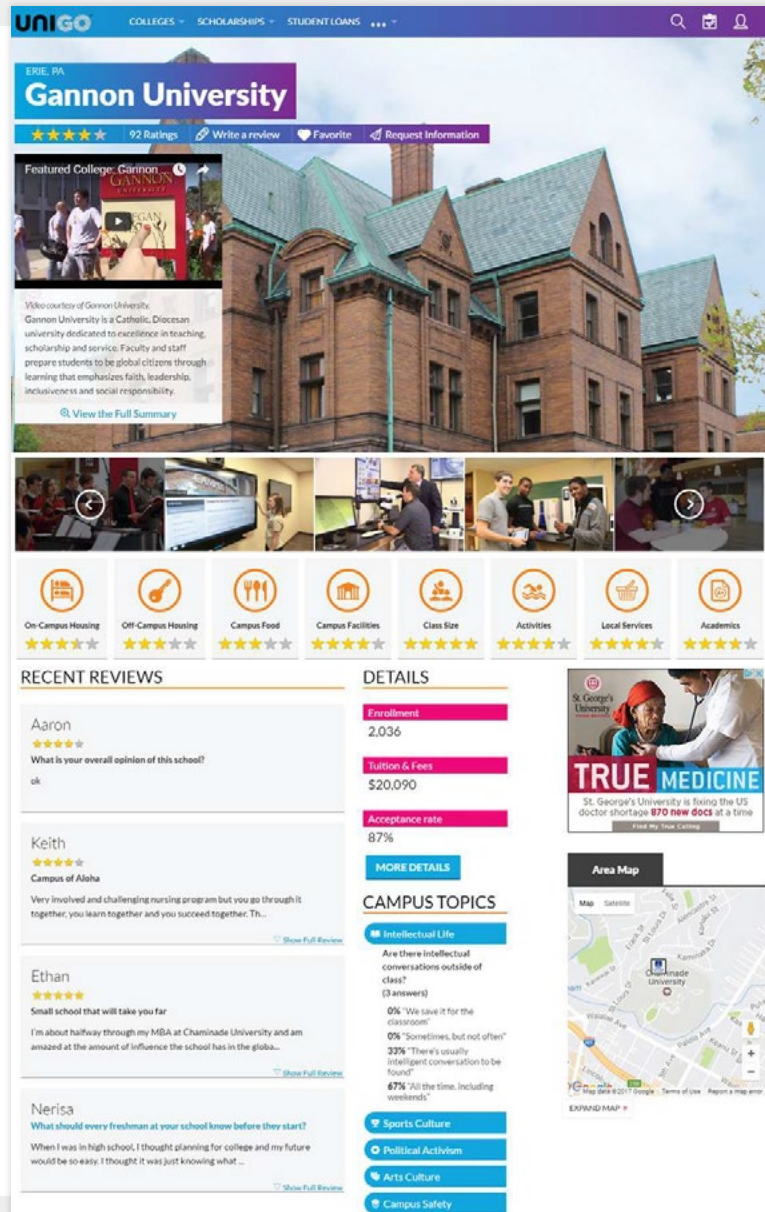 UNIGO
COLLEGES SCHOLARSHIPS STUDENT LOANS
ERIE, PA
Gannon University
92 Ratings Write a review Favorite Request Information
Featured College: Gannon
GANNON
UNIVERSITY
Video courtesy of Gannon University.
Gannon University is a Catholic, Diocesan
university dedicated to excellence in teaching,
scholarship and service. Faculty and staff
prepare students to be global citizens through
learning that emphasizes faith, leadership,
inclusiveness and social responsibility.
View the Full Summary
On-Campus Housing Off-Campus Housing Campus Food Campus Facilities Class Size Activities Local Services Academics
RECENT REVIEWS
Aaron
What is your overall opinion of this school?
ok
Keith
Campus of Aloha
Very involved and challenging nursing program but you go through it
together, you learn together and you succeed together. Th...
Show Full Review
Ethan
Small school that will take you far
I'm about halfway through my MBA at Chaminade University and am
amazed at the amount of influence the school has in the globa...
Show Full Review
Nerisa
What should every freshman at your school know before they start?
When I was in high school, I thought planning for college and my future
would be so easy. I thought it was just knowing what ...
Show Full Review
DETAILS
Enrollment
2,036
Tuition & Fees
$20,090
Acceptance rate
87%
MORE DETAILS
CAMPUS TOPICS
Intellectual Life
Are there intellectual
conversations outside of
class?
(3 answers)
0% "We save it for the
classroom"
0% "Sometimes, but not often"
33% "There's usually
intelligent conversation to be
found"
67% "All the time, including
weekends"
Sports Culture
Political Activism
Arts Culture
Campus Safety
St. George's
University
TRUE MEDICINE
St. George's University is fixing the US
doctor shortage 870 new docs at a time
Find My True Calling
Area Map
Map Satellite
Chaminade
University
Map data ©2017 Google Terms of Use Report a map error
EXPAND MAP